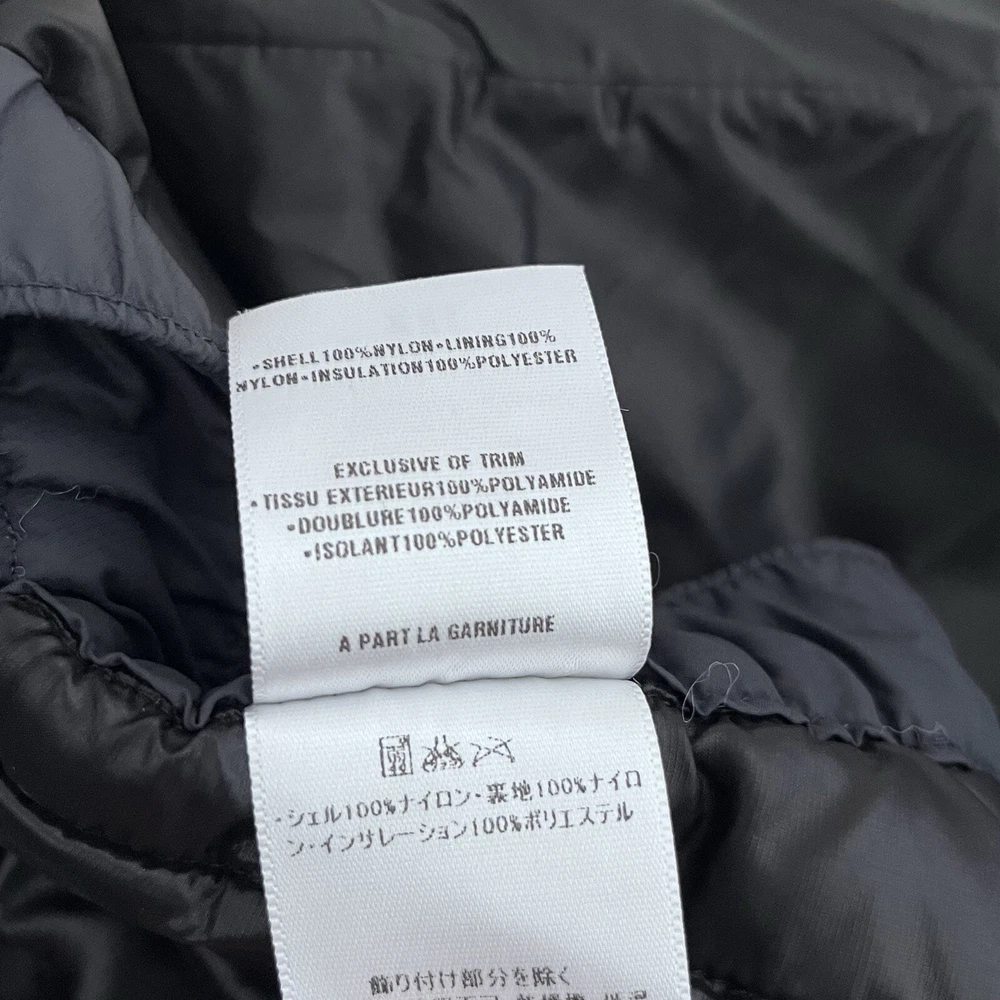 •SHELL100%NYLON•LINING100%
NYLON•INSULATION100%POLYESTER
EXCLUSIVE OF TRIM
•TISSU EXTERIEUR100%POLYAMIDE
•DOUBLURE100%POLYAMIDE
•ISOLANT100%POLYESTER
A PART LA GARNITURE
・シェル100%ナイロン・裏地100%ナイロ
ン・インサレーション100%ポリエステル
飾り付け部分を除く